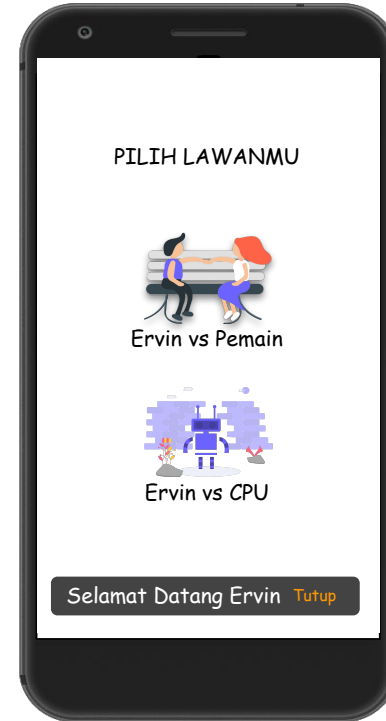 PILIH LAWANMU
Ervin vs Pemain
Ervin vs CPU
Selamat Datang Ervin Tutup